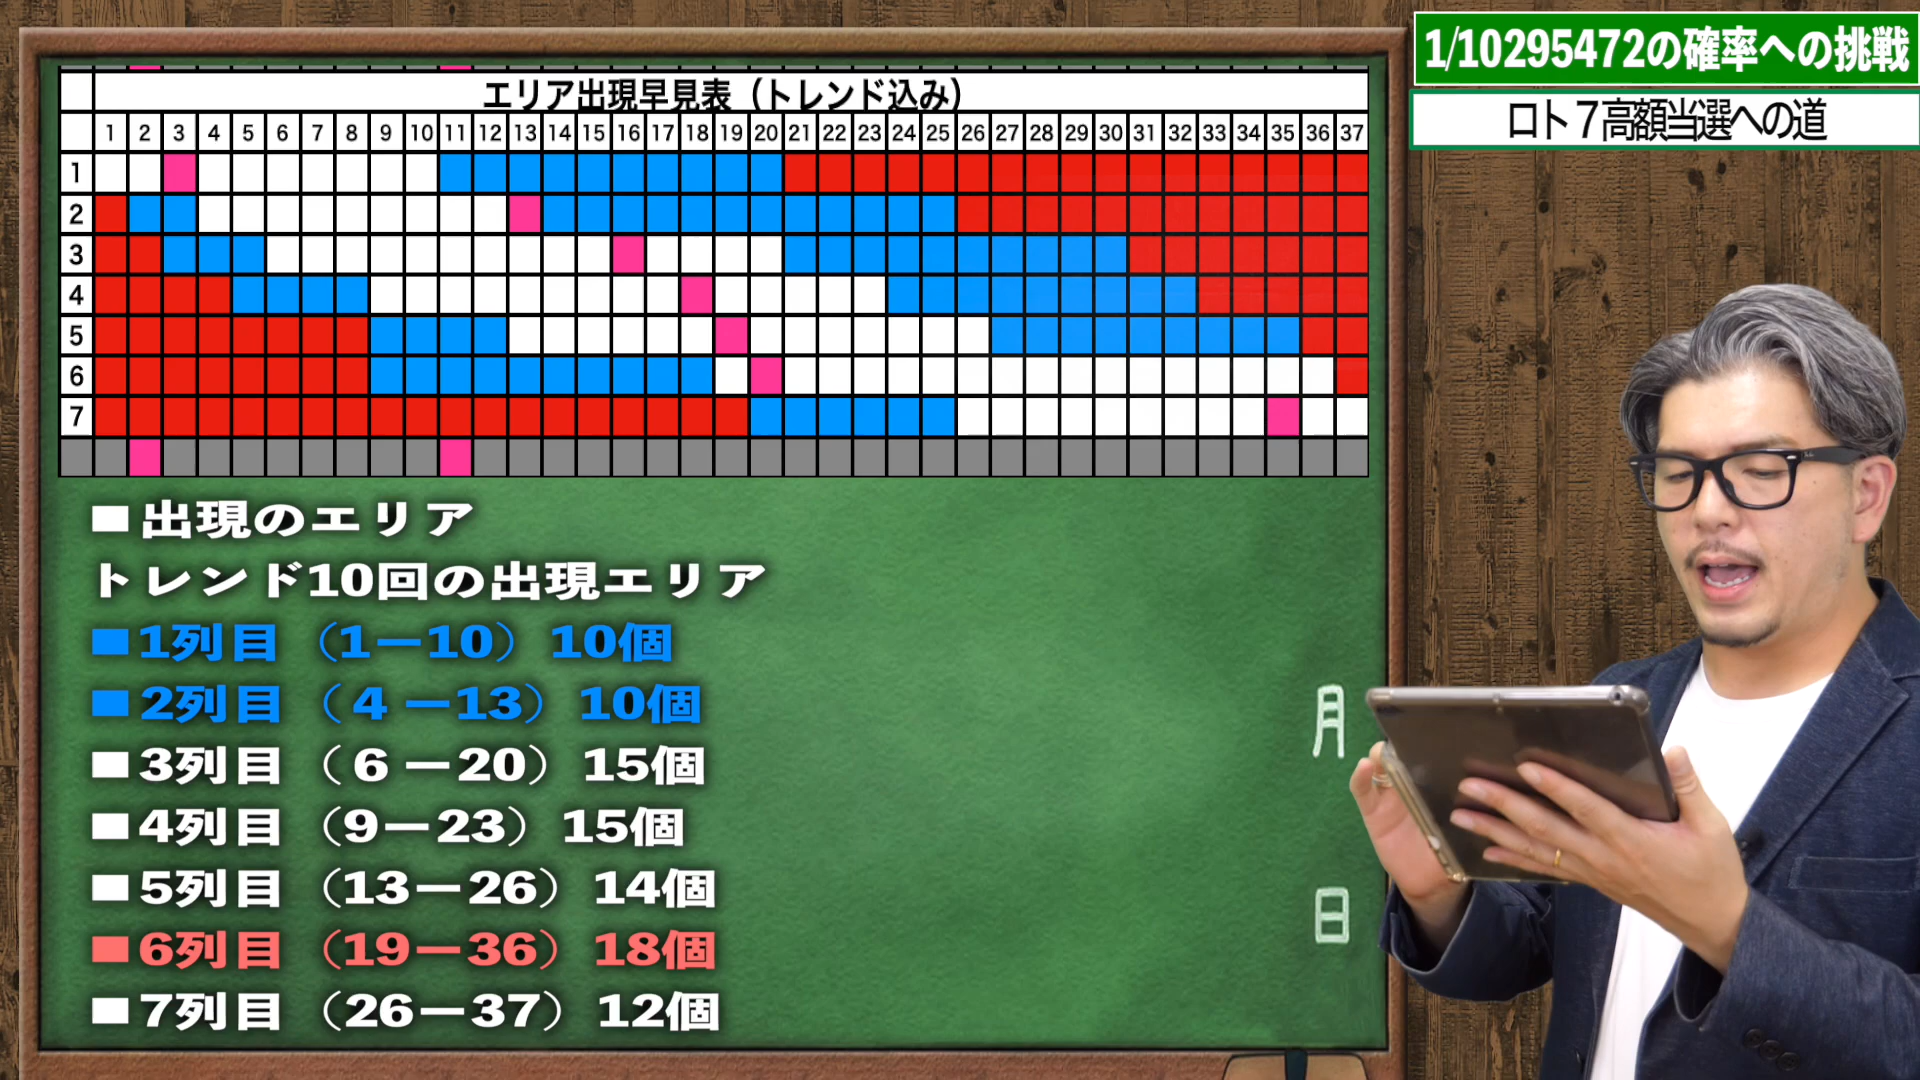 1/10295472の確率への挑戦
ロト7高額当選への道
エリア出現早見表（トレンド込み）
1 2 3 4 5 6 7 8 9 10 11 12 13 14 15 16 17 18 19 20 21 22 23 24 25 26 27 28 29 30 31 32 33 34 35 36 37
1
2
3
4
5
6
7
■出現のエリア
トレンド10回の出現エリア
■1列目（1ー10）10個
■2列目（4ー13）10個
■3列目（6ー20）15個
■4列目（9ー23）15個
■5列目（13ー26）14個
■6列目（19ー36）18個
■7列目（26ー37）12個
月
日